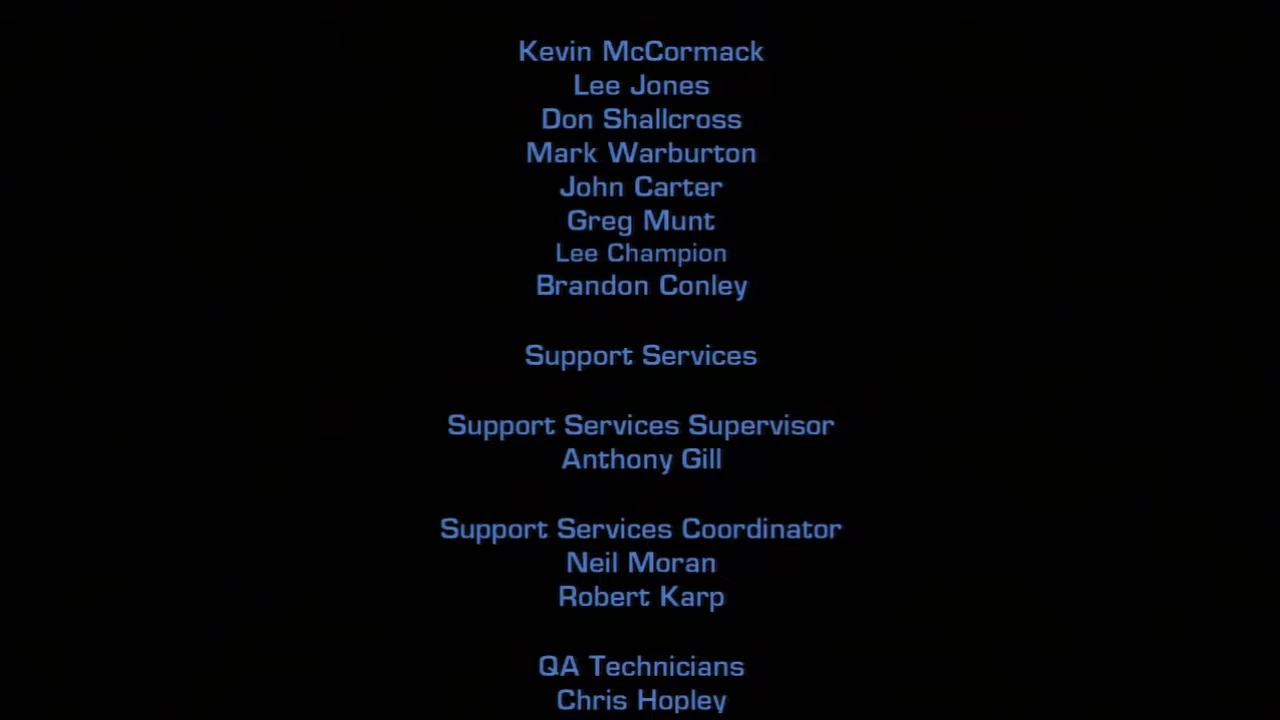 Kevin McCormack
Lee Jones
Don Shallcross
Mark Warburton
John Carter
Greg Munt
Lee Champion
Brandon Conley
Support Services
Support Services Supervisor
Anthony Gill
Support Services Coordinator
Neil Moran
Robert Karp
QA Technicians
Chris Hopley